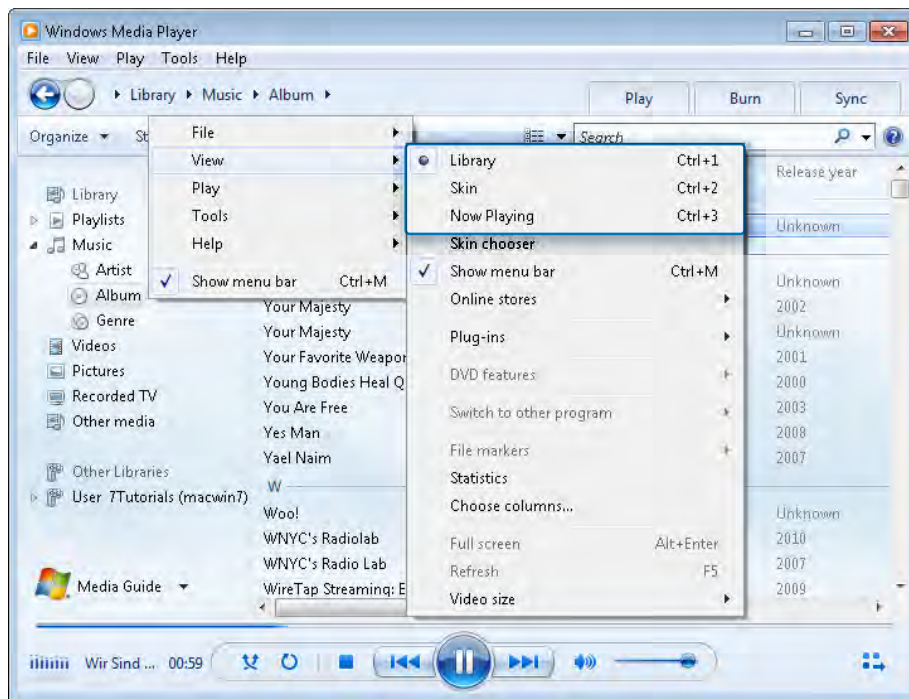 Windows Media Player
File View Play Tools Help
Library Music Album
Play Burn Sync
Organize St
Search
File
View
Play
Tools
Help
Show menu bar Ctrl+M
Library Ctrl+1
Skin Ctrl+2
Now Playing Ctrl+3
Skin chooser
Show menu bar Ctrl+M
Online stores
Plug-ins
DVD features
Switch to other program
File markers
Statistics
Choose columns...
Full screen Alt+Enter
Refresh F5
Video size
Library
Playlists
Music
Artist
Album
Genre
Videos
Pictures
Recorded TV
Other media
Other Libraries
User 7Tutorials (macwin7)
Media Guide
Release year
Unknown
Your Majesty
Your Majesty
Your Favorite Weapon
Young Bodies Heal Q
You Are Free
Yes Man
Yael Naim
W
Woo!
WNYC's Radiolab
WNYC's Radio Lab
WireTap Streaming: E
Unknown
2002
Unknown
2001
2000
2003
2008
2007
Unknown
2010
2007
2009
Wir Sind ... 00:59